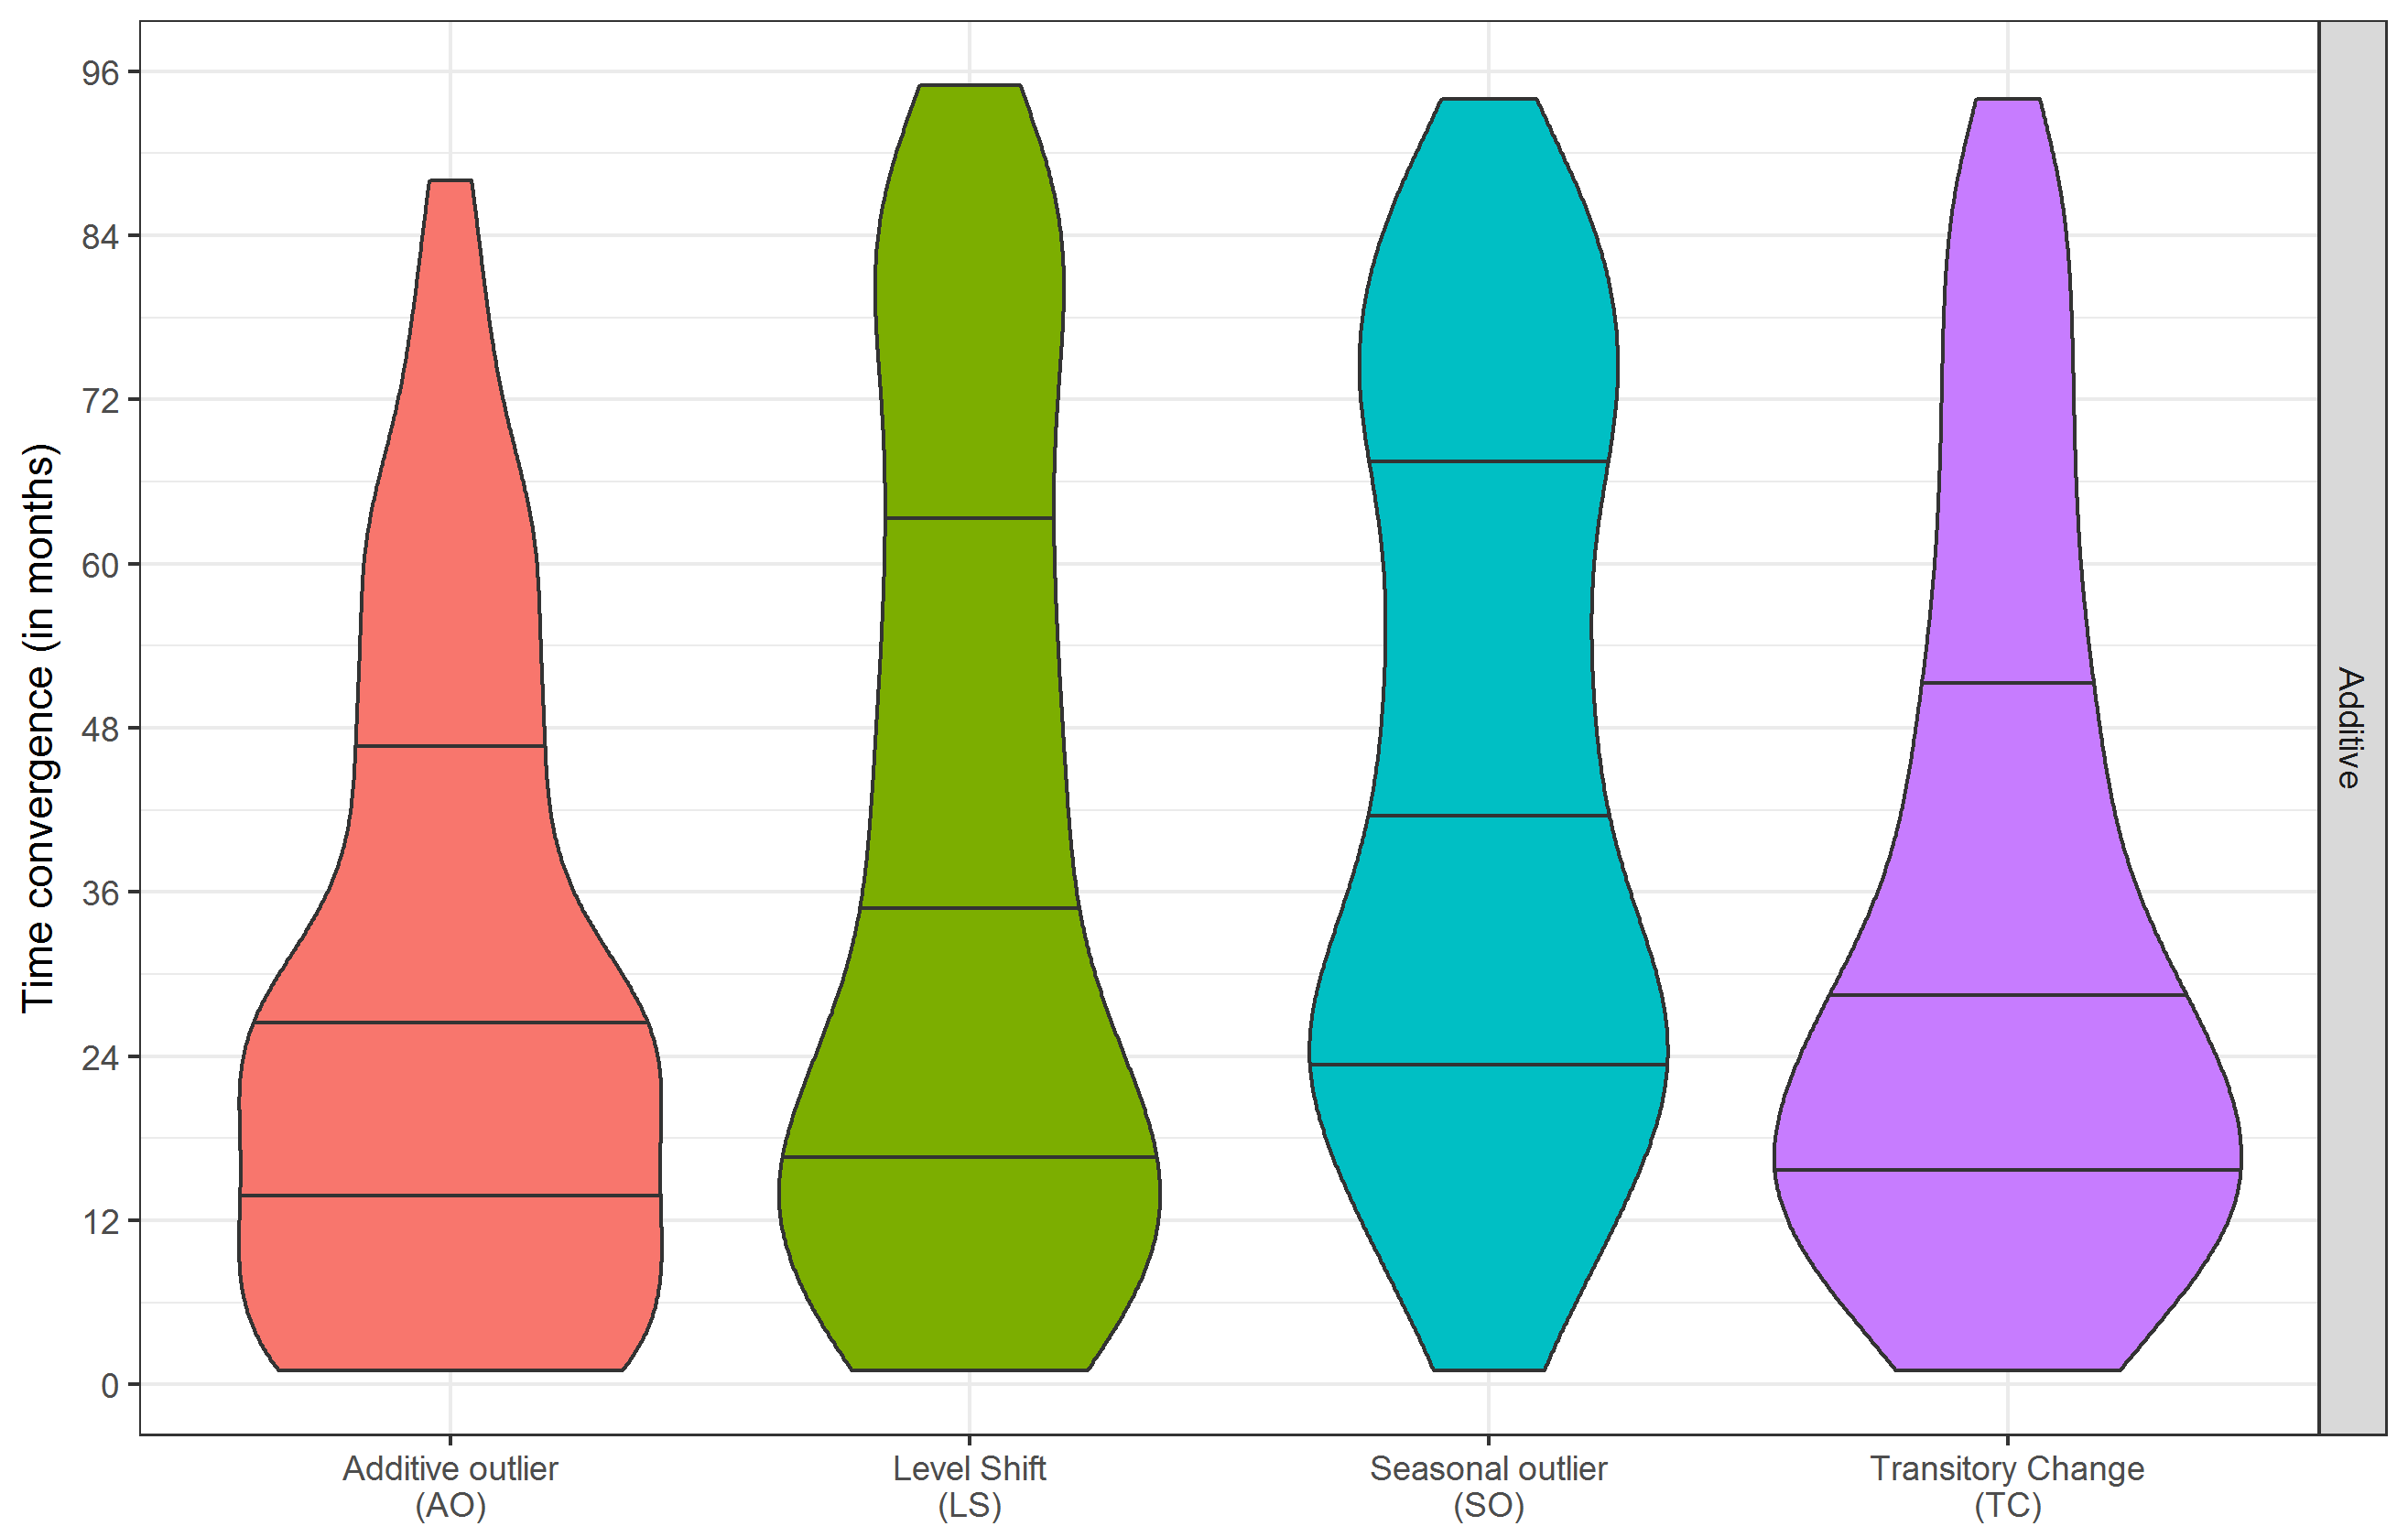 Time convergence (in months)
96
84
72
60
48
36
24
12
0
Additive
Additive outlier
(AO)
Level Shift
(LS)
Seasonal outlier
(SO)
Transitory Change
(TC)